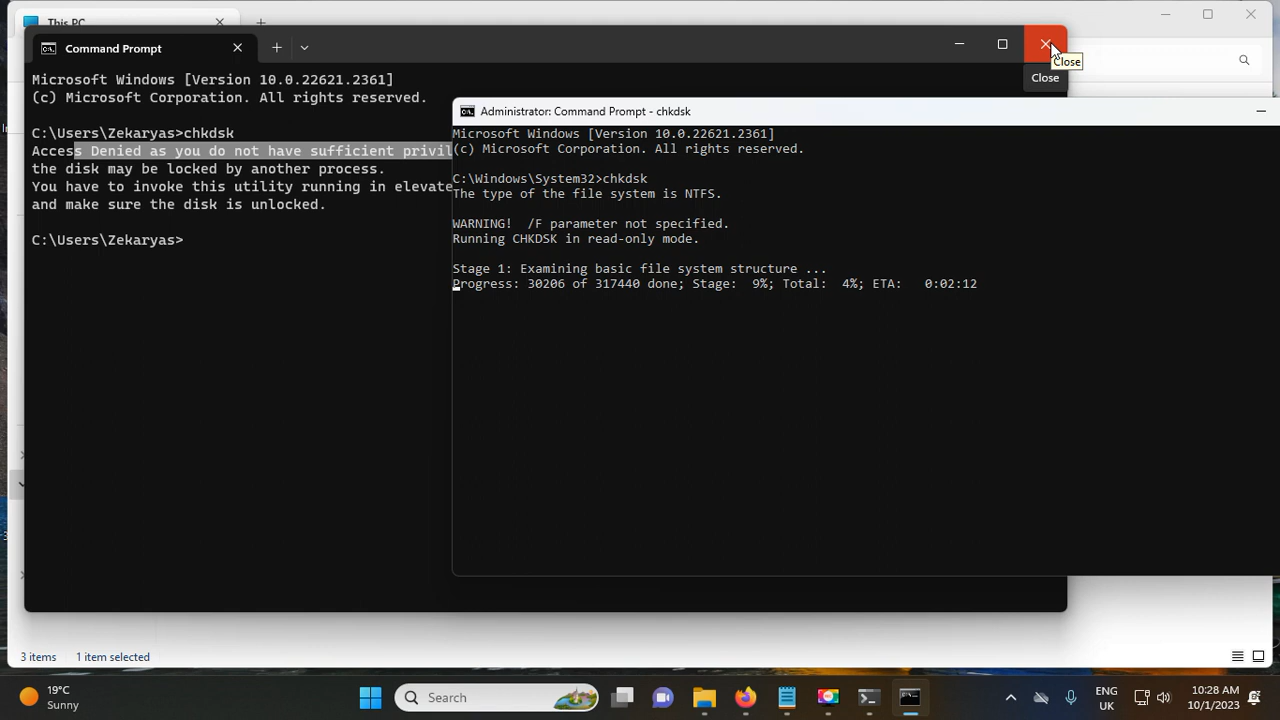 This PC
Command Prompt
Close
Close
Microsoft Windows [Version 10.0.22621.2361]
(c) Microsoft Corporation. All rights reserved.
C:\Users\Zekaryas>chkdsk
Access Denied as you do not have sufficient privil
the disk may be locked by another process.
You have to invoke this utility running in elevate
and make sure the disk is unlocked.
C:\Users\Zekaryas>
Administrator: Command Prompt - chkdsk
Microsoft Windows [Version 10.0.22621.2361]
(c) Microsoft Corporation. All rights reserved.
C:\Windows\System32>chkdsk
The type of the file system is NTFS.
WARNING!  /F parameter not specified.
Running CHKDSK in read-only mode.
Stage 1: Examining basic file system structure ...
Progress: 30206 of 317440 done; Stage:  9%; Total:  4%; ETA:   0:02:12
3 items
1 item selected
19°C
Sunny
Search
ENG
UK
10:28 AM
10/1/2023